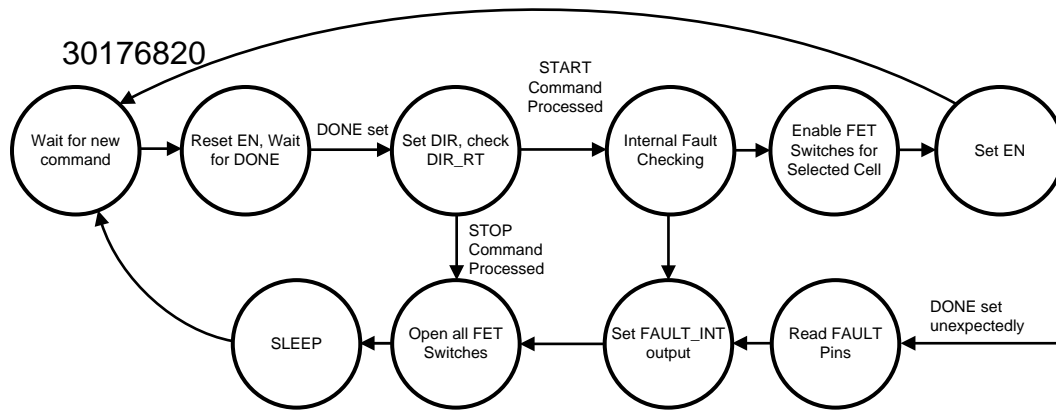 30176820
START
Command
Processed
Wait for new
command
Reset EN, Wait
for DONE
DONE set
Set DIR, check
DIR_RT
Internal Fault
Checking
Enable FET
Switches for
Selected Cell
Set EN
STOP
Command
Processed
SLEEP
Open all FET
Switches
Set FAULT_INT
output
Read FAULT
Pins
DONE set
unexpectedly